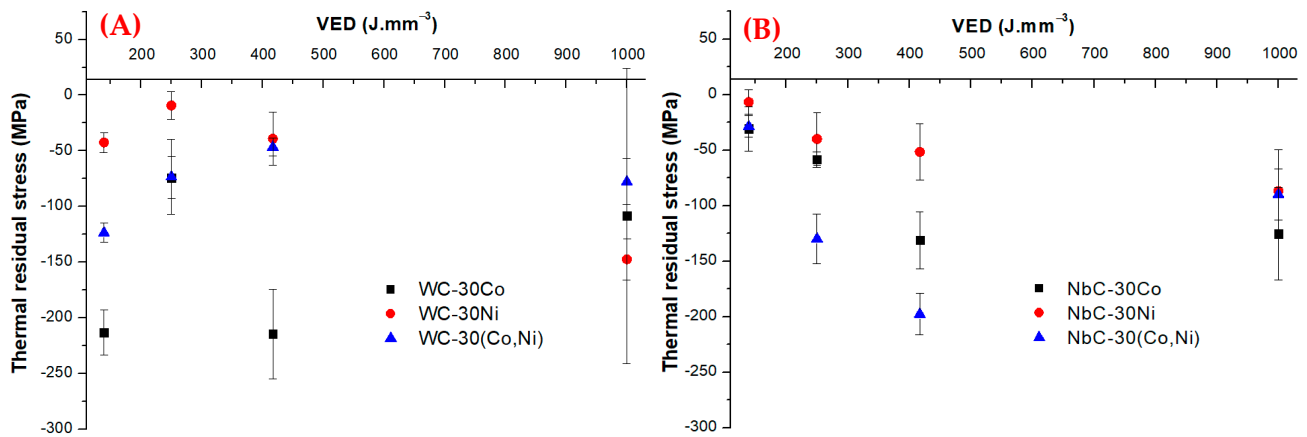 (A)
VED (J.mm⁻³)
200 300 400 500 600 700 800 900 1000
Thermal residual stress (MPa)
50
0
-50
-100
-150
-200
-250
-300
WC-30Co
WC-30Ni
WC-30(Co,Ni)
(B)
VED (J.mm⁻³)
200 300 400 500 600 700 800 900 1000
Thermal residual stress (MPa)
50
0
-50
-100
-150
-200
-250
-300
NbC-30Co
NbC-30Ni
NbC-30(Co,Ni)